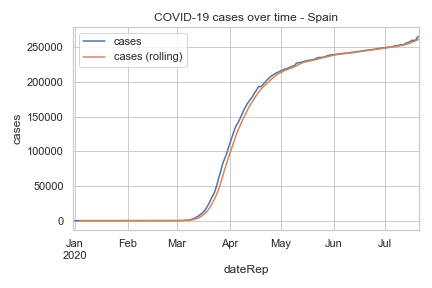 COVID-19 cases over time - Spain
cases
cases (rolling)
250000
200000
150000
100000
50000
0
cases
Jan
2020
Feb
Mar
Apr
May
Jun
Jul
dateRep